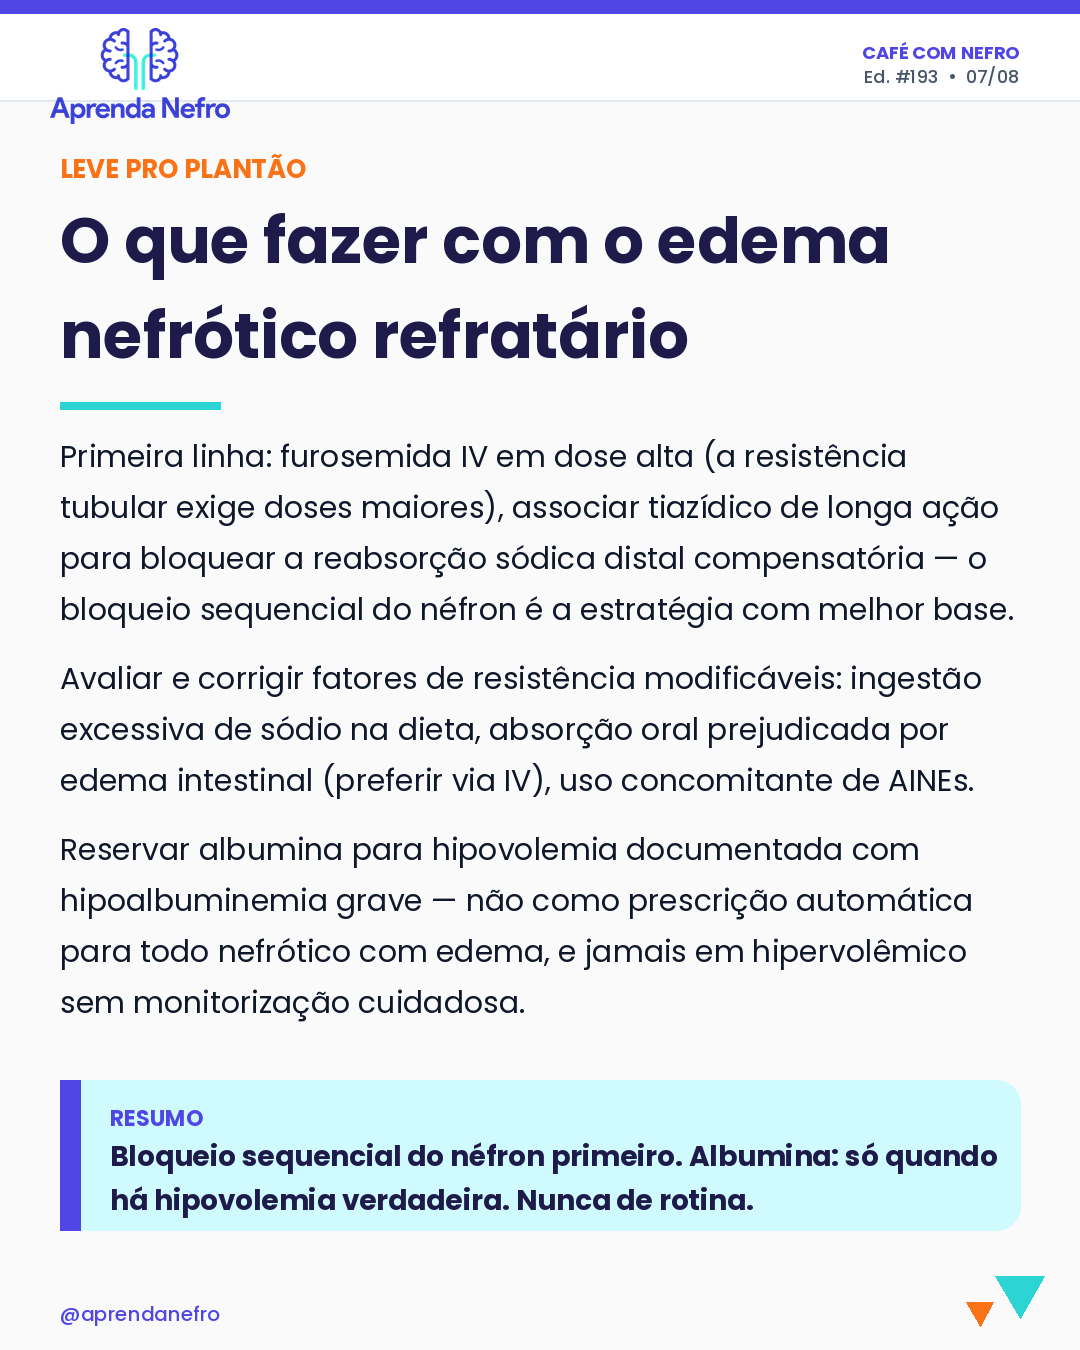 Aprenda Nefro
CAFÉ COM NEFRO
Ed. #193 • 07/08
LEVE PRO PLANTÃO
O que fazer com o edema
nefrótico refratário
Primeira linha: furosemida IV em dose alta (a resistência
tubular exige doses maiores), associar tiazídico de longa ação
para bloquear a reabsorção sódica distal compensatória — o
bloqueio sequencial do néfron é a estratégia com melhor base.
Avaliar e corrigir fatores de resistência modificáveis: ingestão
excessiva de sódio na dieta, absorção oral prejudicada por
edema intestinal (preferir via IV), uso concomitante de AINEs.
Reservar albumina para hipovolemia documentada com
hipoalbuminemia grave — não como prescrição automática
para todo nefrótico com edema, e jamais em hipervolêmico
sem monitorização cuidadosa.
RESUMO
Bloqueio sequencial do néfron primeiro. Albumina: só quando
há hipovolemia verdadeira. Nunca de rotina.
@aprendanefro